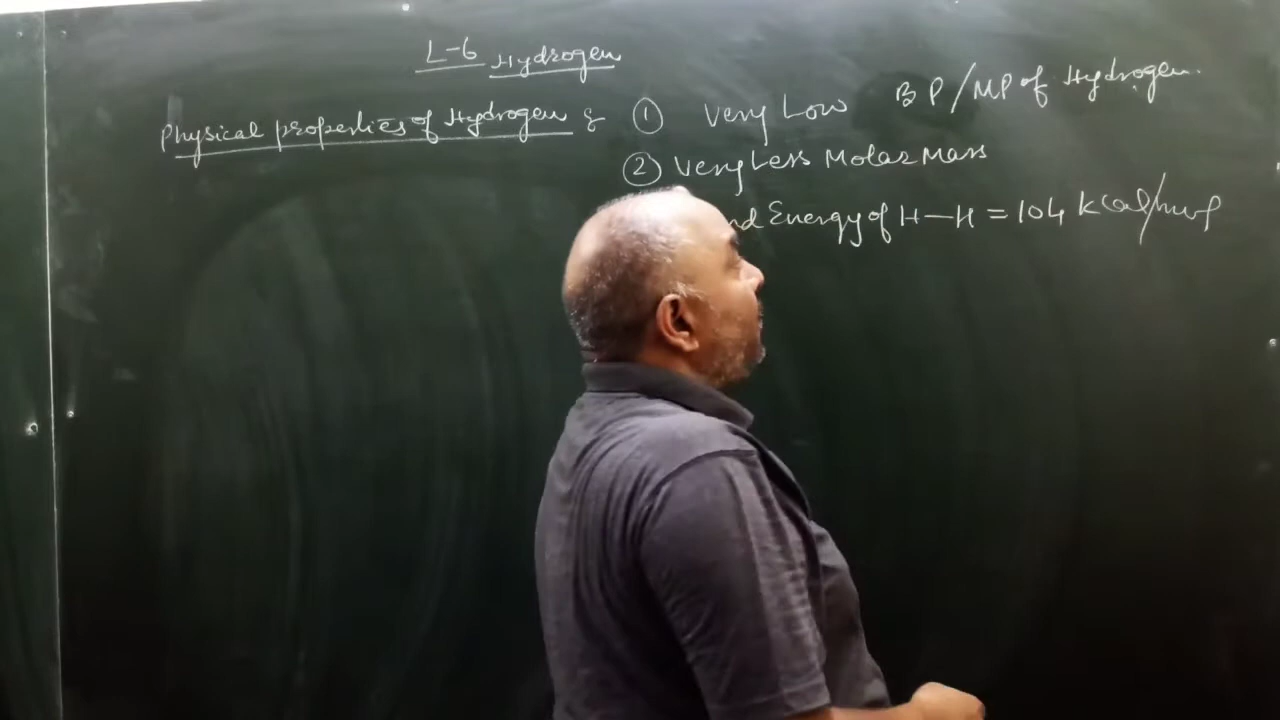 L-6 Hydrogen
Physical properties of Hydrogen & ① Very Low BP/MP of Hydrogen.
② Very Less Molar Mass
nd Energy of H—H = 104 kcal/mol